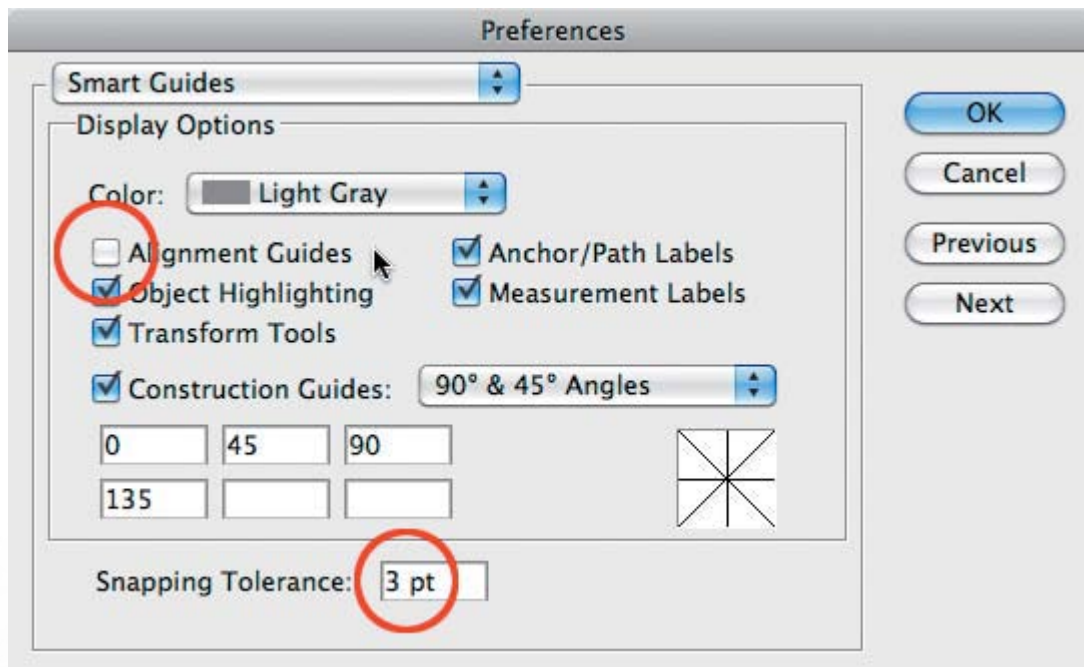 Preferences
Smart Guides
Display Options
Color: Light Gray
Alignment Guides
Anchor/Path Labels
Object Highlighting
Measurement Labels
Transform Tools
Construction Guides: 90° & 45° Angles
0 45 90
135
Snapping Tolerance: 3 pt
OK
Cancel
Previous
Next